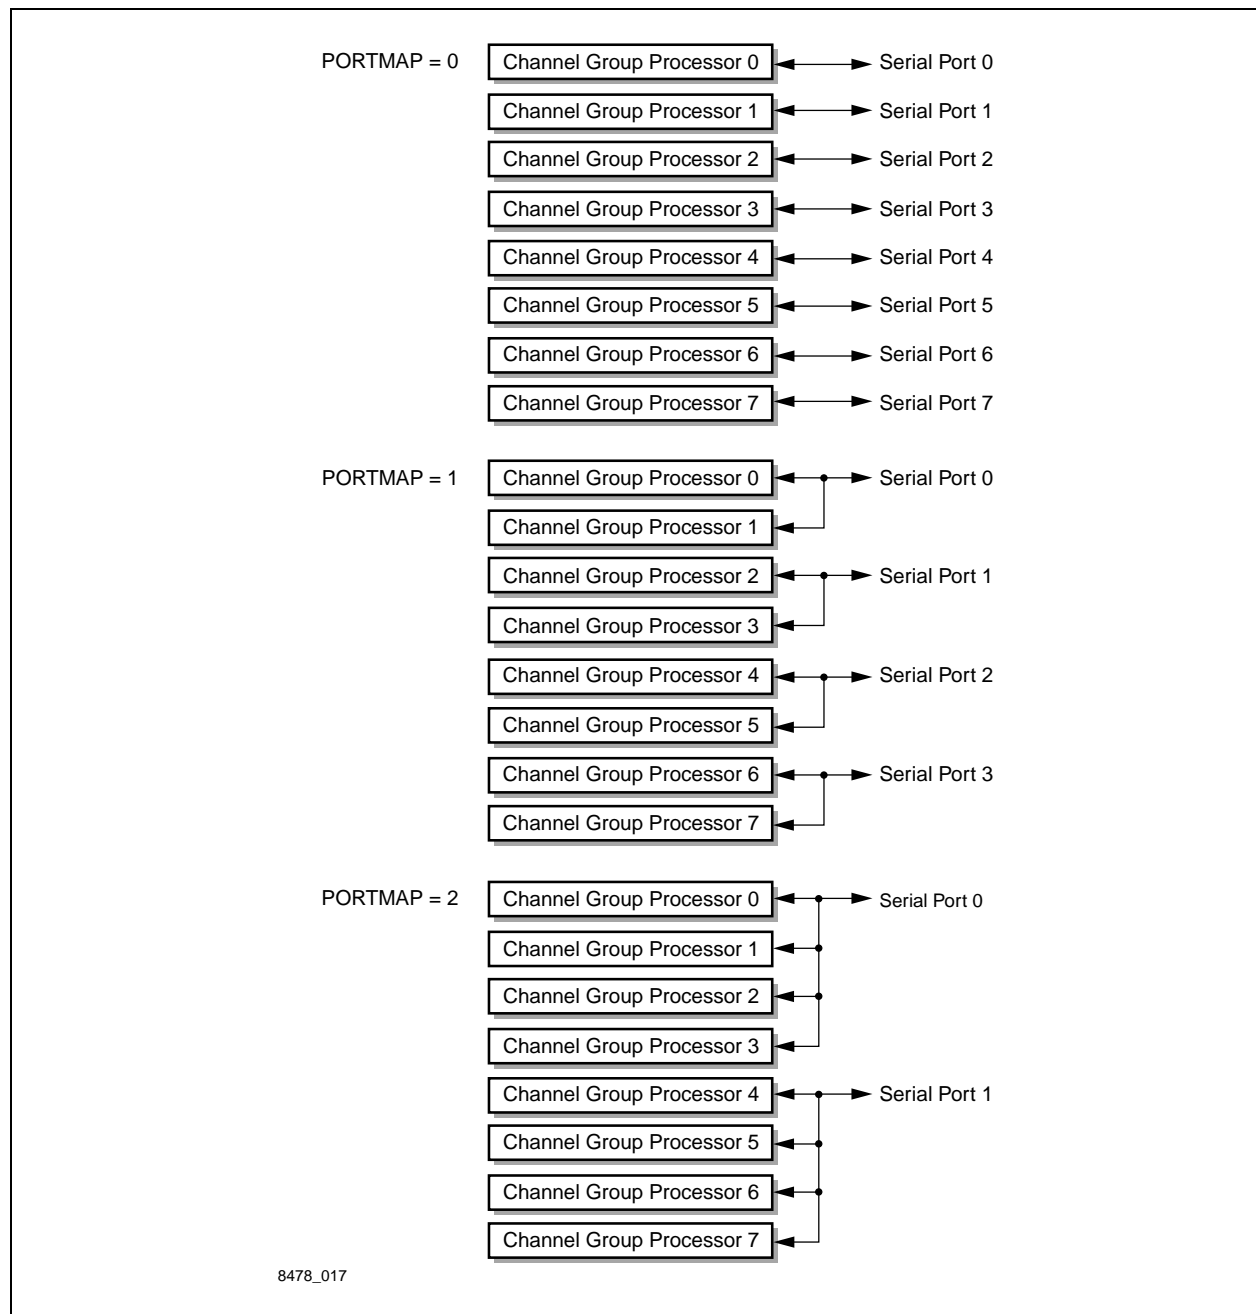 PORTMAP = 0 Channel Group Processor 0 Serial Port 0
Channel Group Processor 1 Serial Port 1
Channel Group Processor 2 Serial Port 2
Channel Group Processor 3 Serial Port 3
Channel Group Processor 4 Serial Port 4
Channel Group Processor 5 Serial Port 5
Channel Group Processor 6 Serial Port 6
Channel Group Processor 7 Serial Port 7
PORTMAP = 1 Channel Group Processor 0 Serial Port 0
Channel Group Processor 1
Channel Group Processor 2 Serial Port 1
Channel Group Processor 3
Channel Group Processor 4 Serial Port 2
Channel Group Processor 5
Channel Group Processor 6 Serial Port 3
Channel Group Processor 7
PORTMAP = 2 Channel Group Processor 0 Serial Port 0
Channel Group Processor 1
Channel Group Processor 2
Channel Group Processor 3
Channel Group Processor 4 Serial Port 1
Channel Group Processor 5
Channel Group Processor 6
Channel Group Processor 7
8478_017